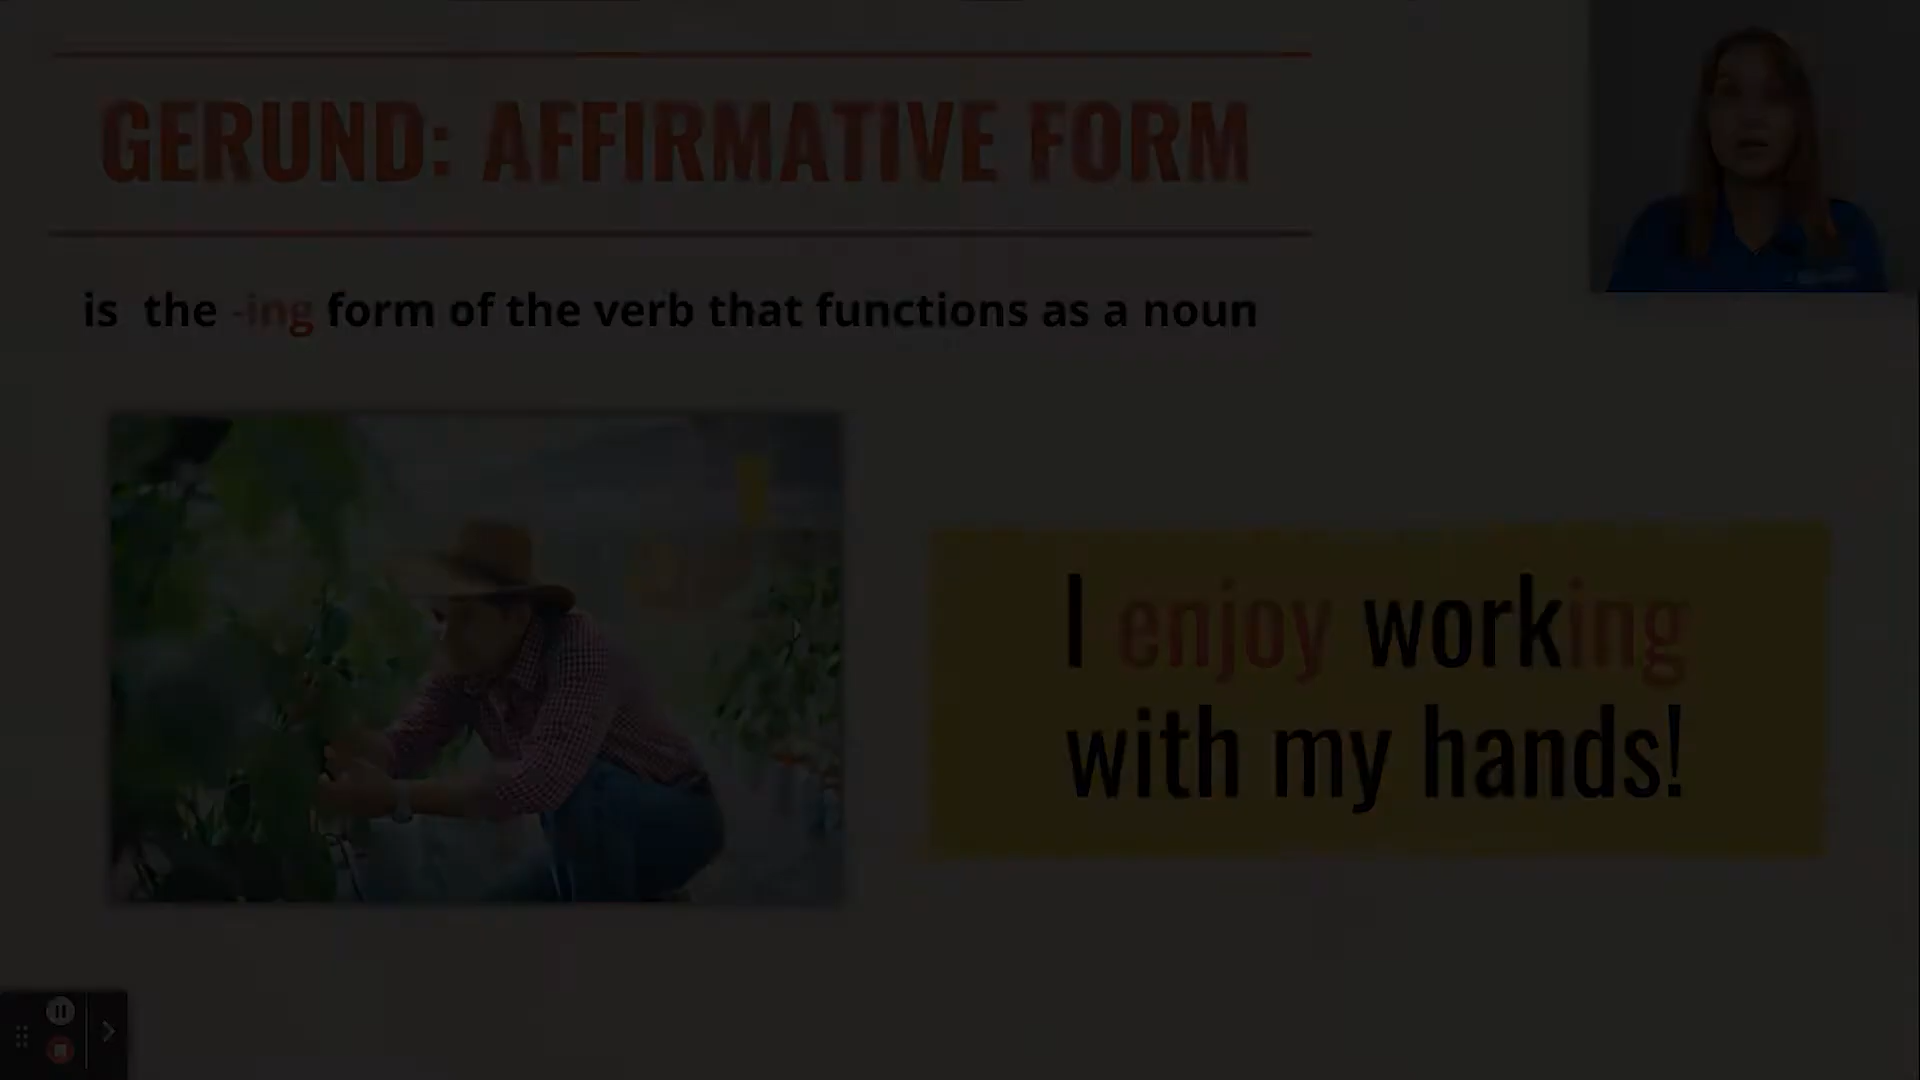 GERUND: AFFIRMATIVE FORM
is the -ing form of the verb that functions as a noun
I enjoy working
with my hands!